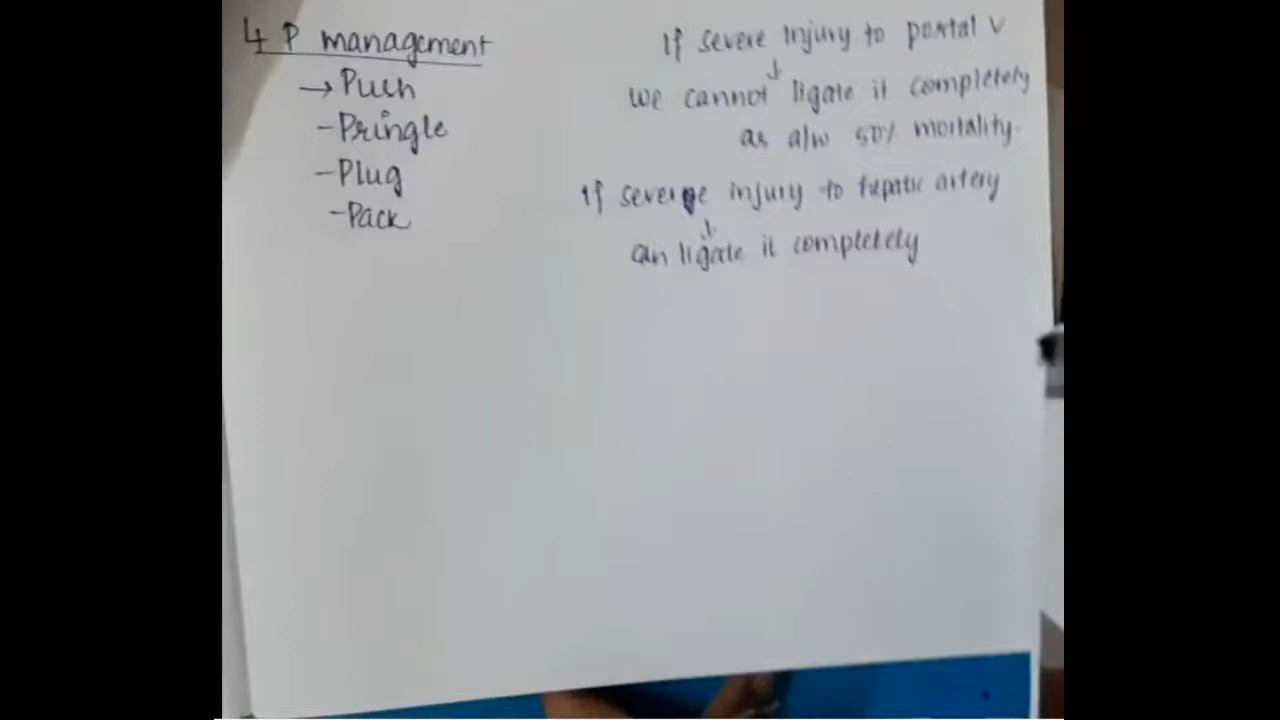 4 P management
→ Push
- Pringle
- Plug
- Pack
If severe injury to portal v
↓
we cannot ligate it completely
as a/w 50% mortality.
If severe injury to hepatic artery
↓
can ligate it completely